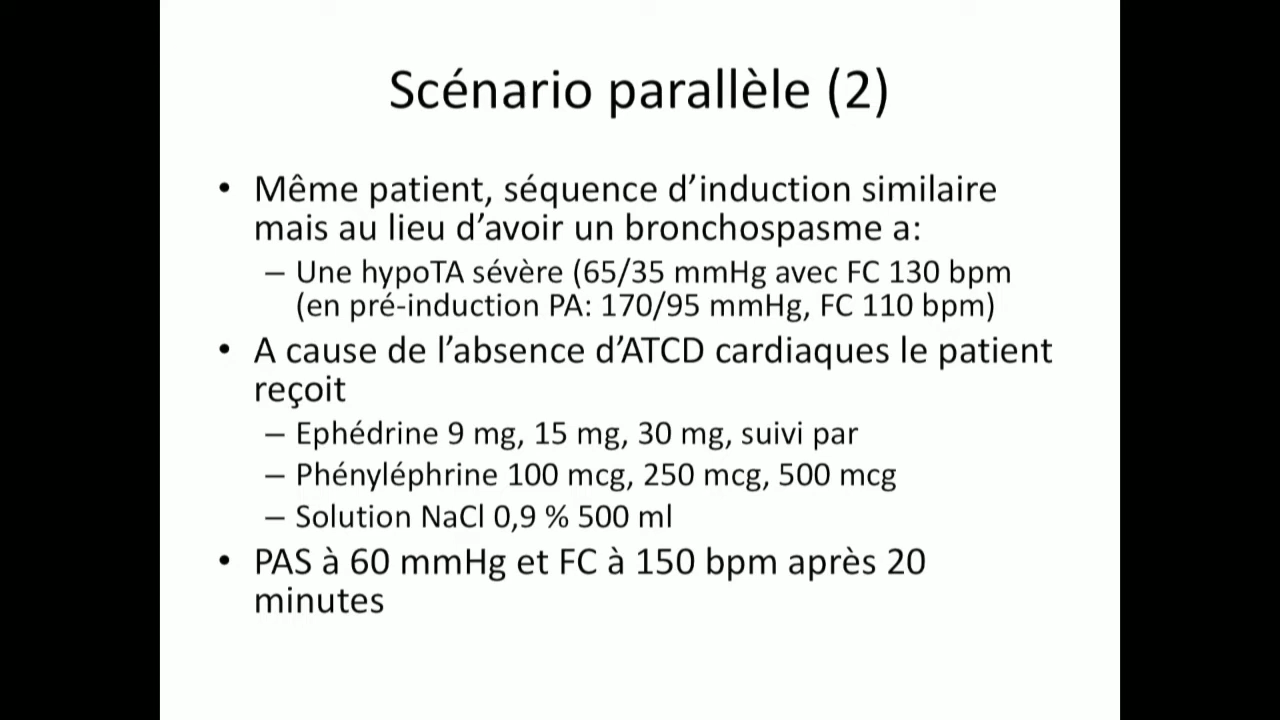 Scénario parallèle (2)
• Même patient, séquence d’induction similaire
mais au lieu d’avoir un bronchospasme a:
– Une hypoTA sévère (65/35 mmHg avec FC 130 bpm
(en pré-induction PA: 170/95 mmHg, FC 110 bpm)
• A cause de l’absence d’ATCD cardiaques le patient
reçoit
– Ephédrine 9 mg, 15 mg, 30 mg, suivi par
– Phényléphrine 100 mcg, 250 mcg, 500 mcg
– Solution NaCl 0,9 % 500 ml
• PAS à 60 mmHg et FC à 150 bpm après 20
minutes